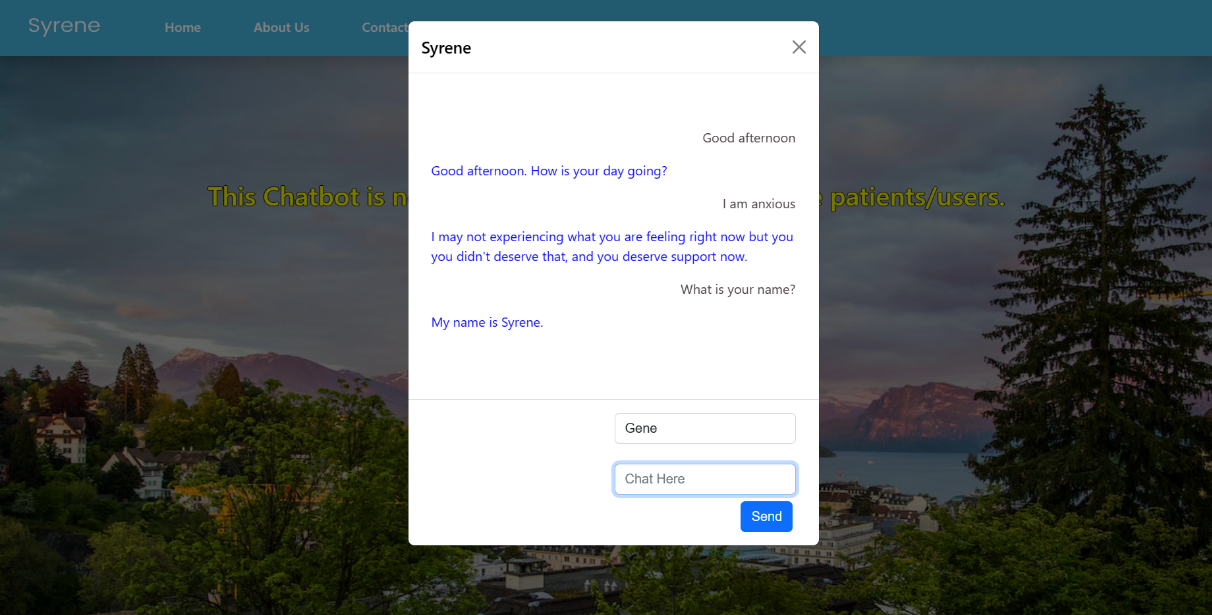 Syrene
Home
About Us
Contact
Syrene
This Chatbot is
patients/users.
Good afternoon
Good afternoon. How is your day going?
I am anxious
I may not experiencing what you are feeling right now but you
you didn't deserve that, and you deserve support now.
What is your name?
My name is Syrene.
Gene
Chat Here
Send